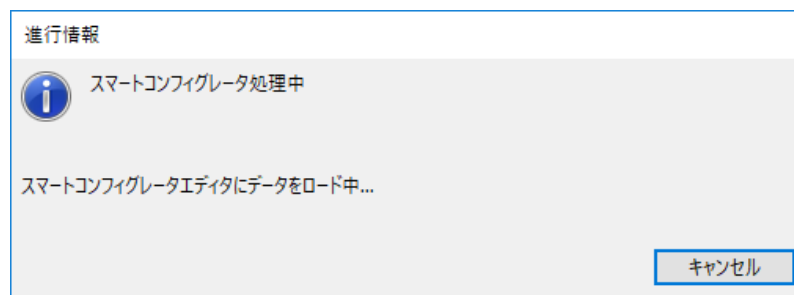 進行情報
スマートコンフィグレータ処理中
スマートコンフィグレータエディタにデータをロード中...
キャンセル